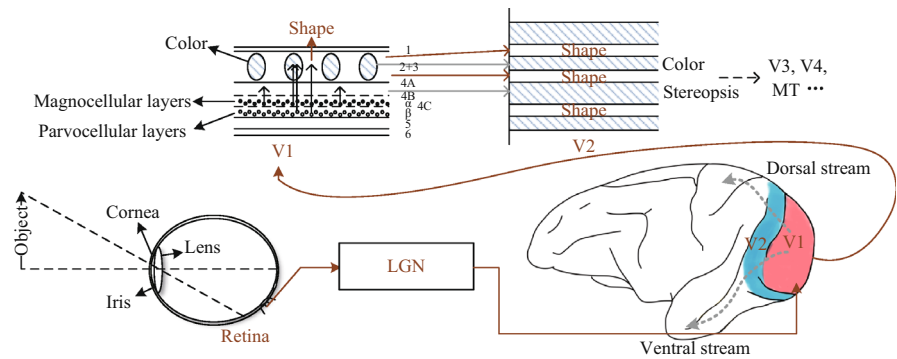 Shape
Color
1
2+3
4A
4B
α 4C
β
5
6
Magnocellular layers
Parvocellular layers
V1
Shape
Shape
Shape
V2
Color
Stereopsis
V3, V4,
MT ···
Object
Cornea
Lens
Iris
Retina
LGN
Dorsal stream
V2
V1
Ventral stream